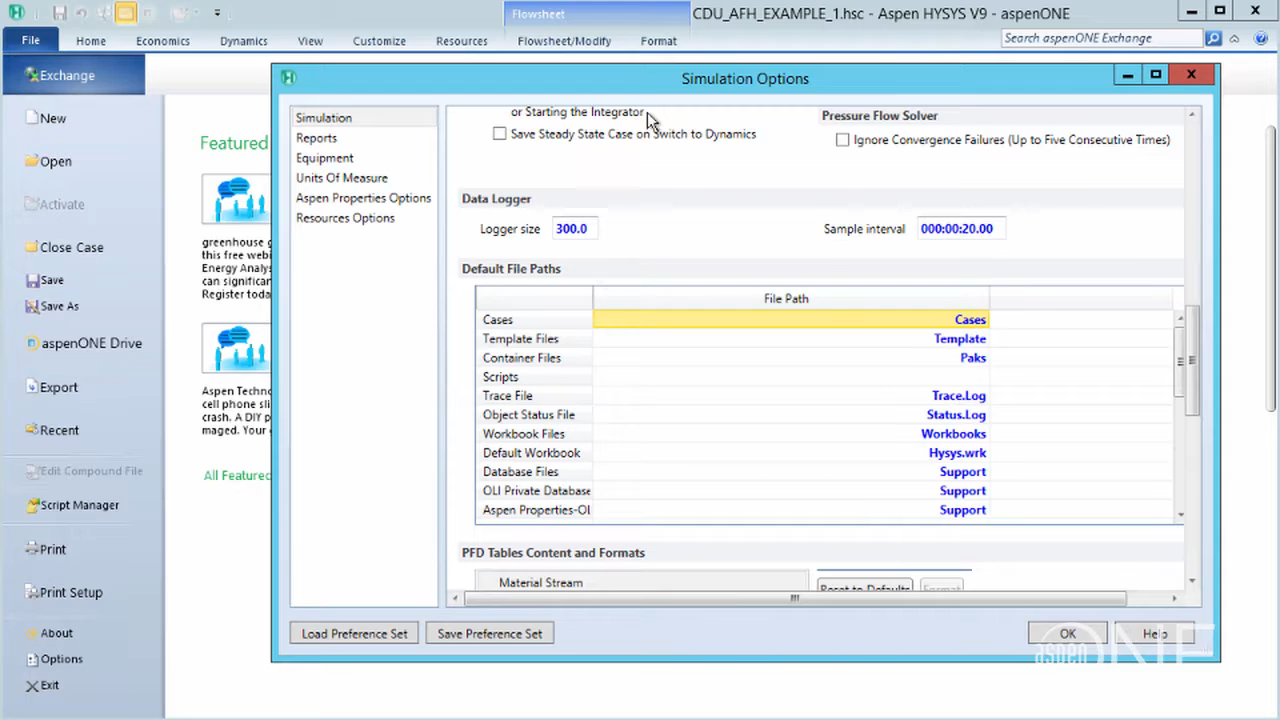 Flowsheet
CDU_AFH_EXAMPLE_1.hsc - Aspen HYSYS V9 - aspenONE
File
Home
Economics
Dynamics
View
Customize
Resources
Flowsheet/Modify
Format
Search aspenONE Exchange
Exchange
New
Open
Activate
Close Case
Save
Save As
aspenONE Drive
Export
Recent
Edit Compound File
Script Manager
Print
Print Setup
About
Options
Exit
Featured
greenhouse g
this free webi
Energy Analys
can significan
Register toda
Aspen Techno
cell phone sli
crash. A DIY p
maged. Your
All Featured
Simulation Options
Simulation
Reports
Equipment
Units Of Measure
Aspen Properties Options
Resources Options
or Starting the Integrator
Save Steady State Case on Switch to Dynamics
Pressure Flow Solver
Ignore Convergence Failures (Up to Five Consecutive Times)
Data Logger
Logger size 300.0
Sample interval 000:00:20.00
Default File Paths
File Path
Cases Cases
Template Files Template
Container Files Paks
Scripts
Trace File Trace.Log
Object Status File Status.Log
Workbook Files Workbooks
Default Workbook Hysys.wrk
Database Files Support
OLI Private Database Support
Aspen Properties-OL Support
PFD Tables Content and Formats
Material Stream
Reset to Defaults
Format
Load Preference Set
Save Preference Set
OK
Help
aspenONE